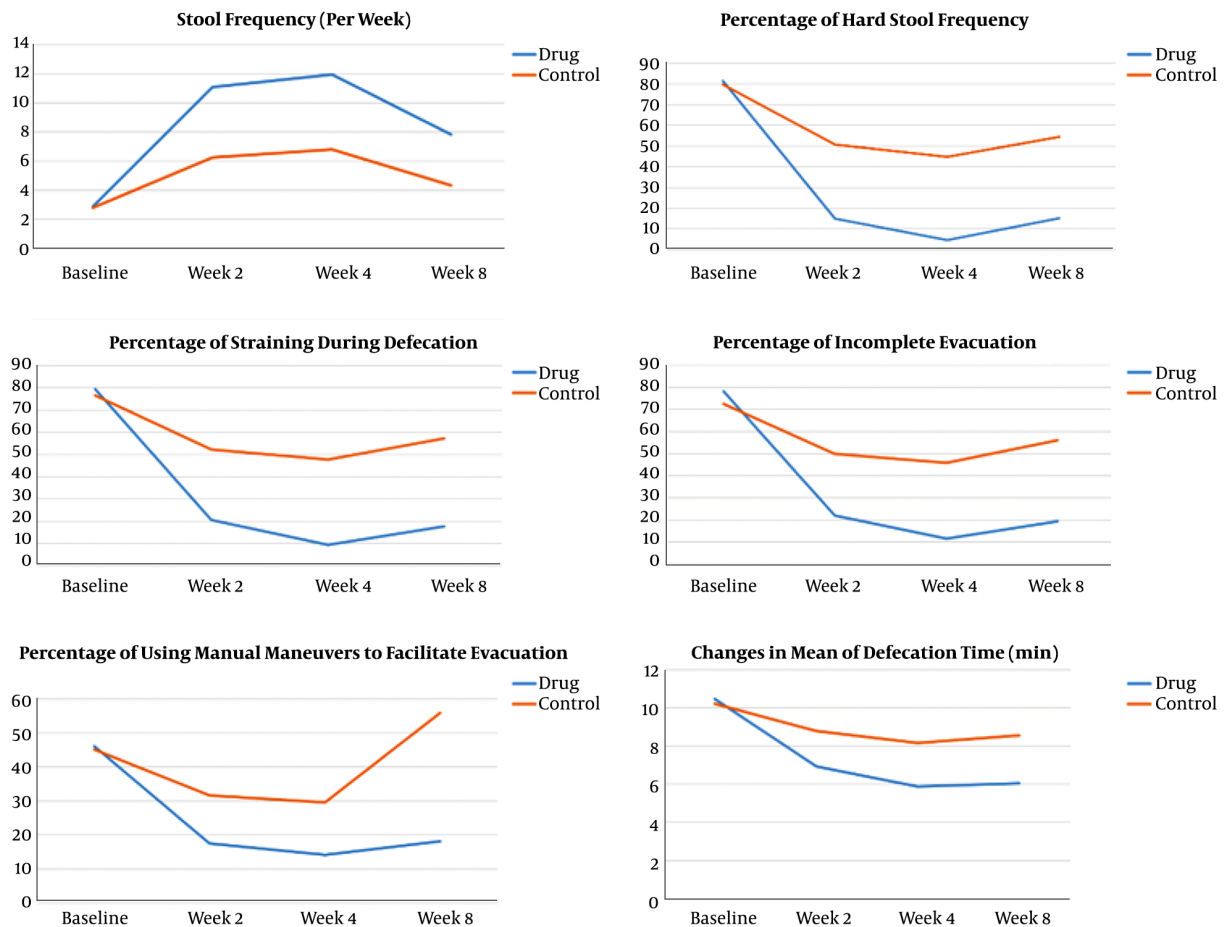 Stool Frequency (Per Week)
14
12
10
8
6
4
2
0
Baseline Week 2 Week 4 Week 8
Drug
Control
Percentage of Hard Stool Frequency
90
80
70
60
50
40
30
20
10
0
Baseline Week 2 Week 4 Week 8
Drug
Control
Percentage of Straining During Defecation
90
80
70
60
50
40
30
20
10
0
Baseline Week 2 Week 4 Week 8
Drug
Control
Percentage of Incomplete Evacuation
90
80
70
60
50
40
30
20
10
0
Baseline Week 2 Week 4 Week 8
Drug
Control
Percentage of Using Manual Maneuvers to Facilitate Evacuation
60
50
40
30
20
10
0
Baseline Week 2 Week 4 Week 8
Drug
Control
Changes in Mean of Defecation Time (min)
12
10
8
6
4
2
0
Baseline Week 2 Week 4 Week 8
Drug
Control